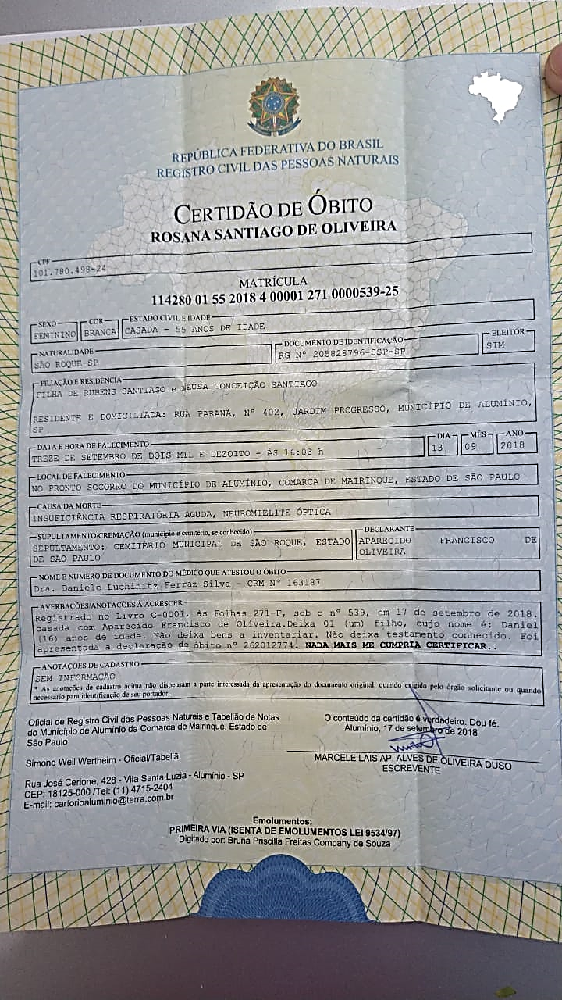 REPÚBLICA FEDERATIVA DO BRASIL
REGISTRO CIVIL DAS PESSOAS NATURAIS
CERTIDÃO DE ÓBITO
ROSANA SANTIAGO DE OLIVEIRA
CPF
101.780.498-24
MATRÍCULA
114280 01 55 2018 4 00001 271 0000539-25
SEXO COR ESTADO CIVIL E IDADE
FEMININO BRANCA CASADA - 55 ANOS DE IDADE
NATURALIDADE DOCUMENTO DE IDENTIFICAÇÃO ELEITOR
SÃO ROQUE-SP RG Nº 205828796-SSP-SP SIM
FILIAÇÃO E RESIDÊNCIA
FILHA DE RUBENS SANTIAGO e NEUSA CONCEIÇÃO SANTIAGO
RESIDENTE E DOMICILIADA: RUA PARANÁ, Nº 402, JARDIM PROGRESSO, MUNICÍPIO DE ALUMÍNIO,
SP
DATA E HORA DE FALECIMENTO DIA MÊS ANO
TREZE DE SETEMBRO DE DOIS MIL E DEZOITO - ÀS 16:03 h 13 09 2018
LOCAL DE FALECIMENTO
NO PRONTO SOCORRO DO MUNICÍPIO DE ALUMÍNIO, COMARCA DE MAIRINQUE, ESTADO DE SÃO PAULO
CAUSA DA MORTE
INSUFICIÊNCIA RESPIRATÓRIA AGUDA, NEUROMIELITE ÓPTICA
SUPULTAMENTO/CREMAÇÃO (município e cemitério, se conhecido) DECLARANTE
SEPULTAMENTO: CEMITÉRIO MUNICIPAL DE SÃO ROQUE, ESTADO APARECIDO FRANCISCO DE
DE SÃO PAULO OLIVEIRA
NOME E NÚMERO DE DOCUMENTO DO MÉDICO QUE ATESTOU O ÓBITO
Dra. Daniele Luchinitz Ferraz Silva - CRM Nº 163187
AVERBAÇÕES/ANOTAÇÕES À ACRESCER
Registrado no Livro C-0001, às Folhas 271-F, sob o nº 539, em 17 de setembro de 2018.
casada com Aparecido Francisco de Oliveira.Deixa 01 (um) filho, cujo nome é: Daniel
(16) anos de idade. Não deixa bens a inventariar. Não deixa testamento conhecido. Foi
apresentada a declaração de óbito nº 262012774. NADA MAIS ME CUMPRIA CERTIFICAR..
ANOTAÇÕES DE CADASTRO
SEM INFORMAÇÃO
* As anotações de cadastro acima não dispensam a parte interessada da apresentação do documento original, quando exigido pelo órgão solicitante ou quando
necessário para identificação de seu portador.
Oficial de Registro Civil das Pessoas Naturais e Tabelião de Notas
do Município de Alumínio da Comarca de Mairinque, Estado de
São Paulo
Simone Weil Wertheim - Oficial/Tabeliã
Rua José Cerione, 428 - Vila Santa Luzia - Alumínio - SP
CEP: 18125-000 /Tel: (11) 4715-2404
E-mail: cartorioaluminio@terra.com.br
O conteúdo da certidão é verdadeiro. Dou fé.
Alumínio, 17 de setembro de 2018
MARCELE LAIS AP. ALVES DE OLIVEIRA DUSO
ESCREVENTE
Emolumentos:
PRIMEIRA VIA (ISENTA DE EMOLUMENTOS LEI 9534/97)
Digitado por: Bruna Priscilla Freitas Company de Souza